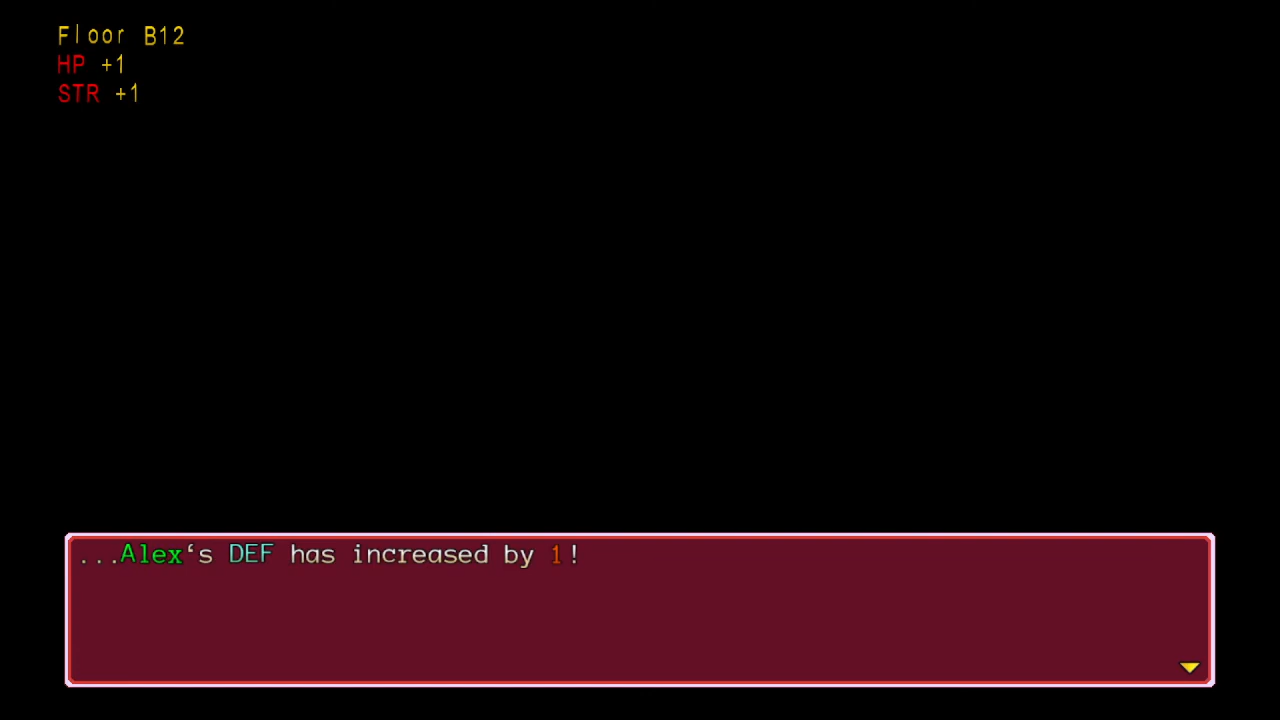 Floor B12
HP +1
STR +1
...Alex‘s DEF has increased by 1!